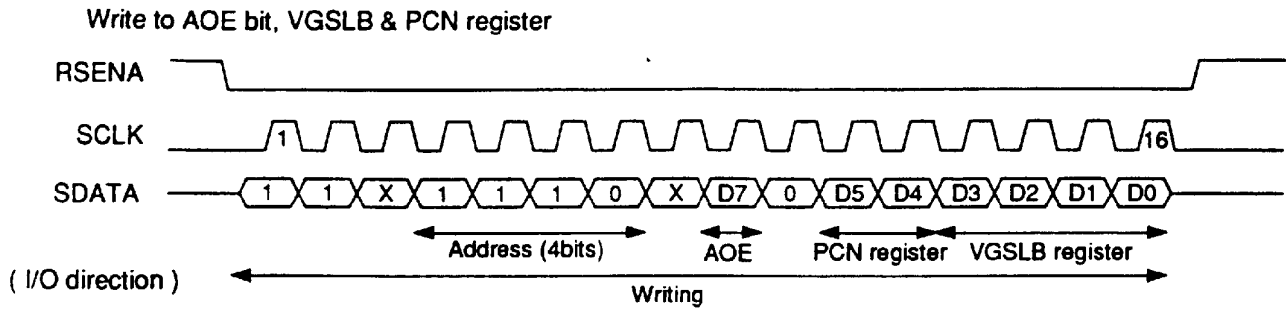 Write to AOE bit, VGSLB & PCN register
RSENA
SCLK 1 16
SDATA 1 1 X 1 1 1 0 X D7 0 D5 D4 D3 D2 D1 D0
Address (4bits) AOE PCN register VGSLB register
( I/O direction ) Writing